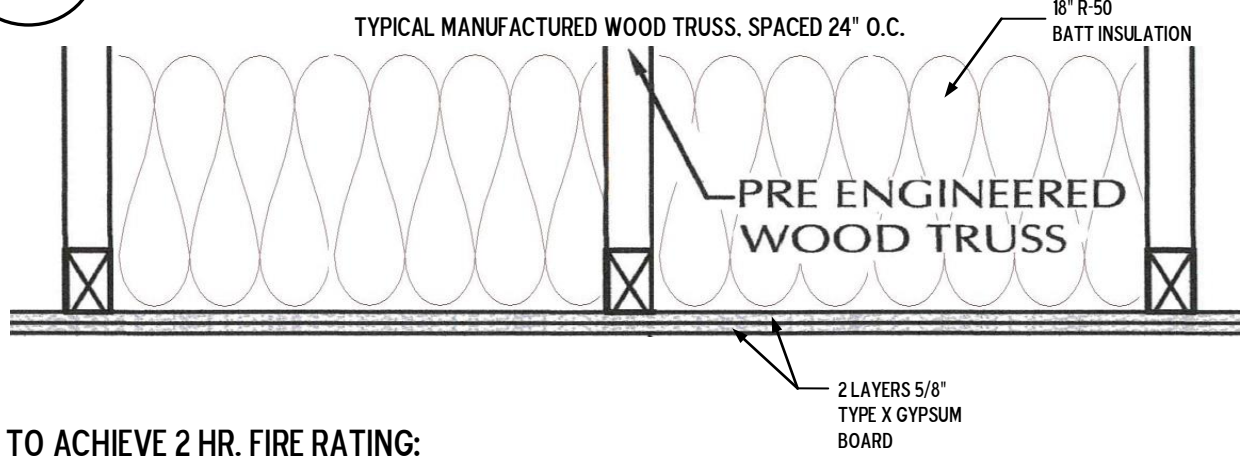 18" R-50
TYPICAL MANUFACTURED WOOD TRUSS, SPACED 24" O.C.
BATT INSULATION
PRE ENGINEERED
WOOD TRUSS
2 LAYERS 5/8"
TYPE X GYPSUM
BOARD
TO ACHIEVE 2 HR. FIRE RATING: